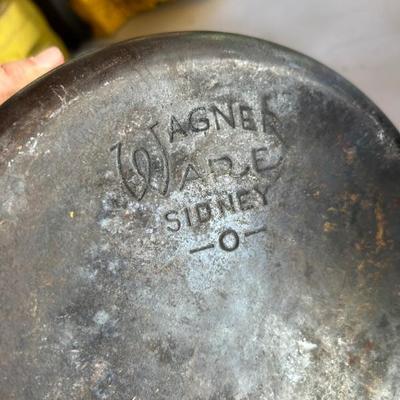 WAGNER
WARE
SIDNEY
-O-